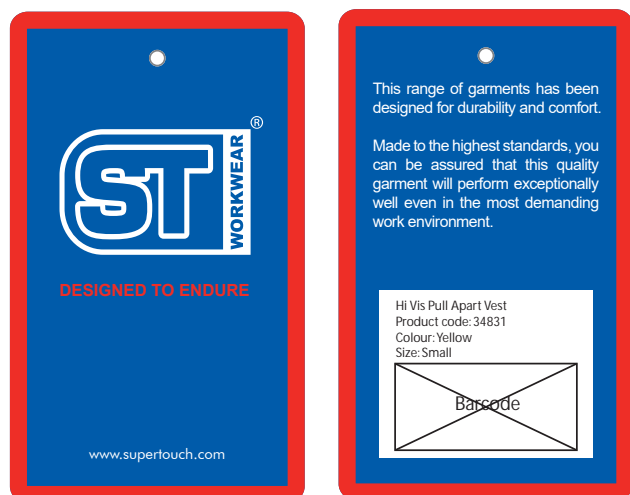 ®
ST
WORKWEAR
DESIGNED TO ENDURE
www.supertouch.com
This range of garments has been
designed for durability and comfort.
Made to the highest standards, you
can be assured that this quality
garment will perform exceptionally
well even in the most demanding
work environment.
Hi Vis Pull Apart Vest
Product code: 34831
Colour: Yellow
Size: Small
Barcode